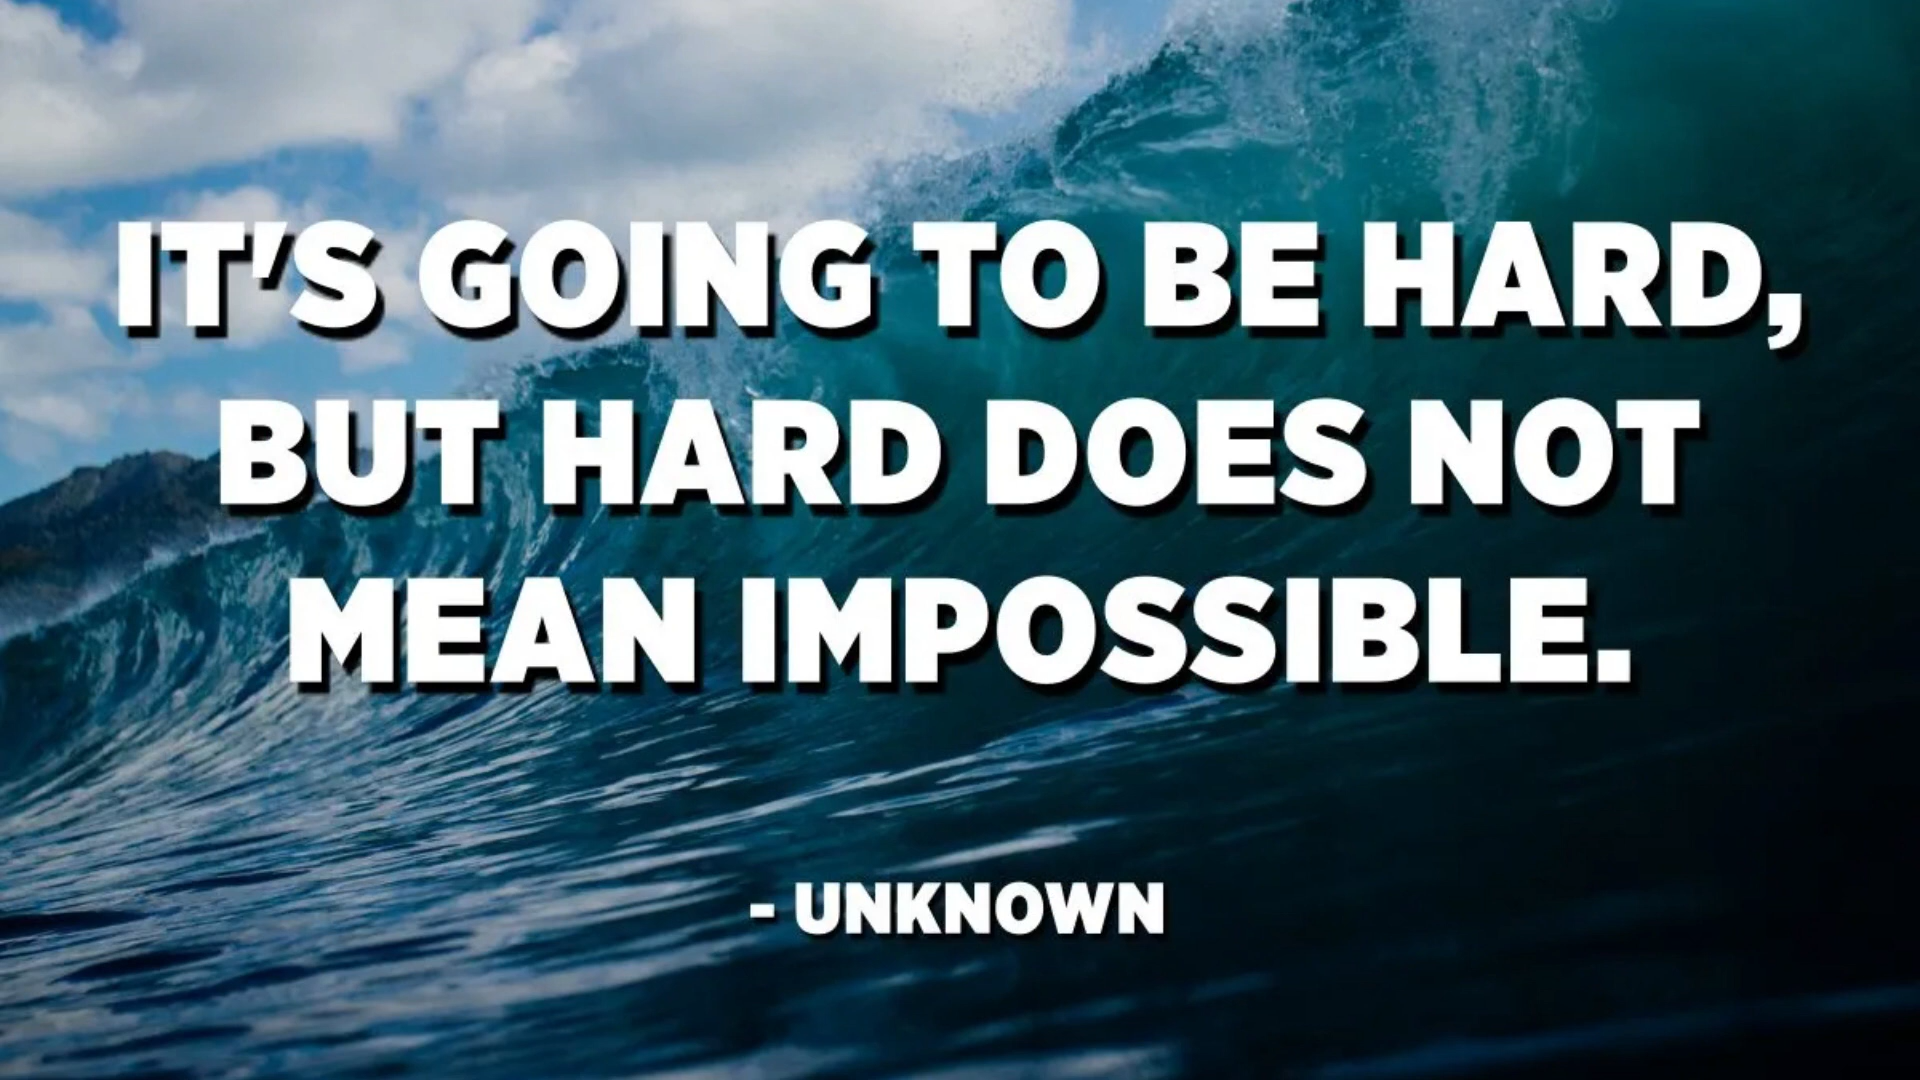 IT'S GOING TO BE HARD,
BUT HARD DOES NOT
MEAN IMPOSSIBLE.
- UNKNOWN